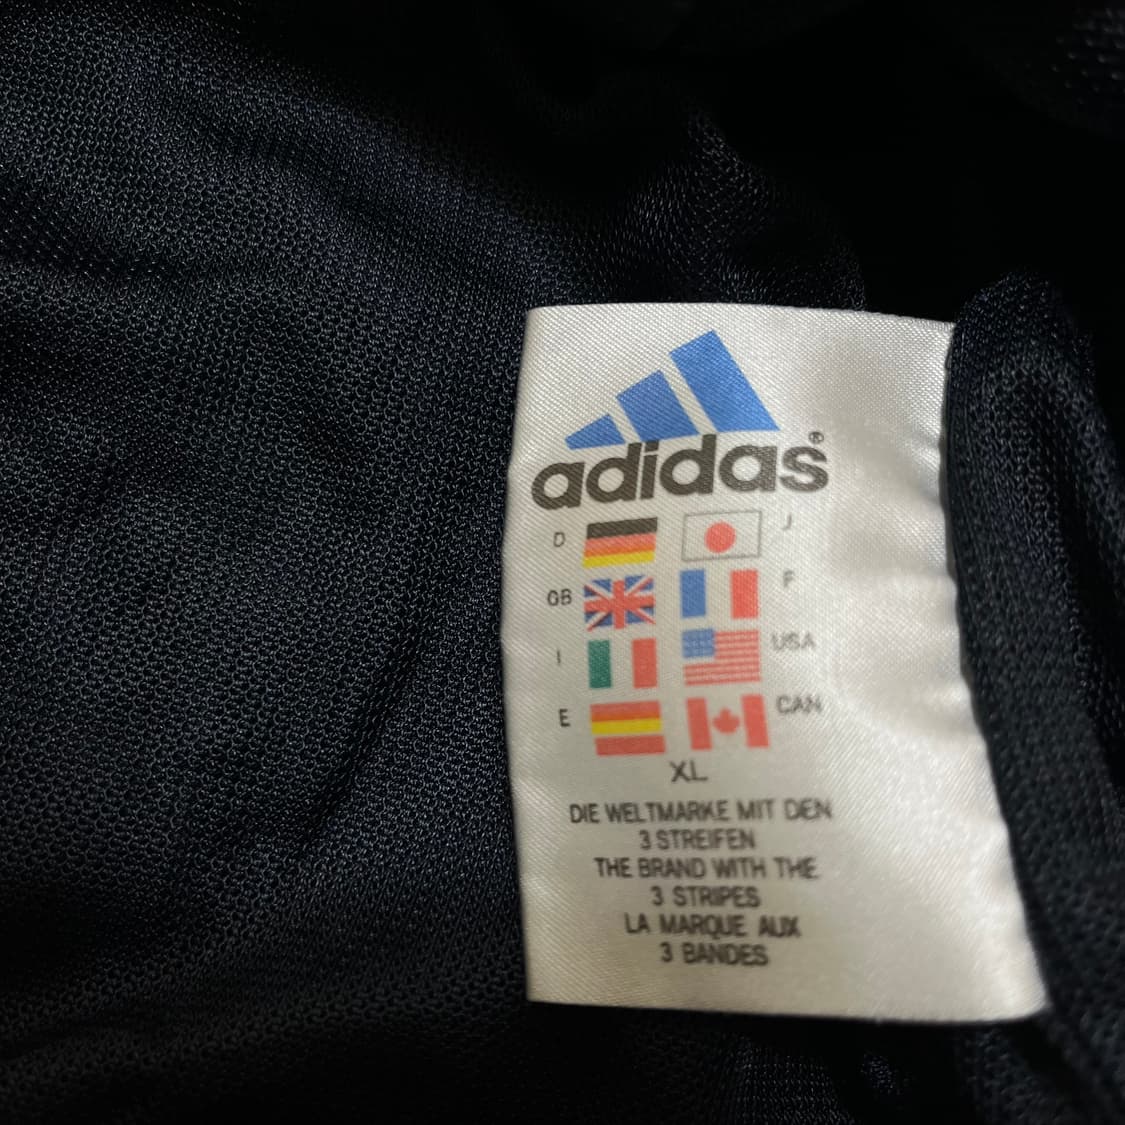 adidas®
D J
GB F
I USA
E CAN
XL
DIE WELTMARKE MIT DEN
3 STREIFEN
THE BRAND WITH THE
3 STRIPES
LA MARQUE AUX
3 BANDES